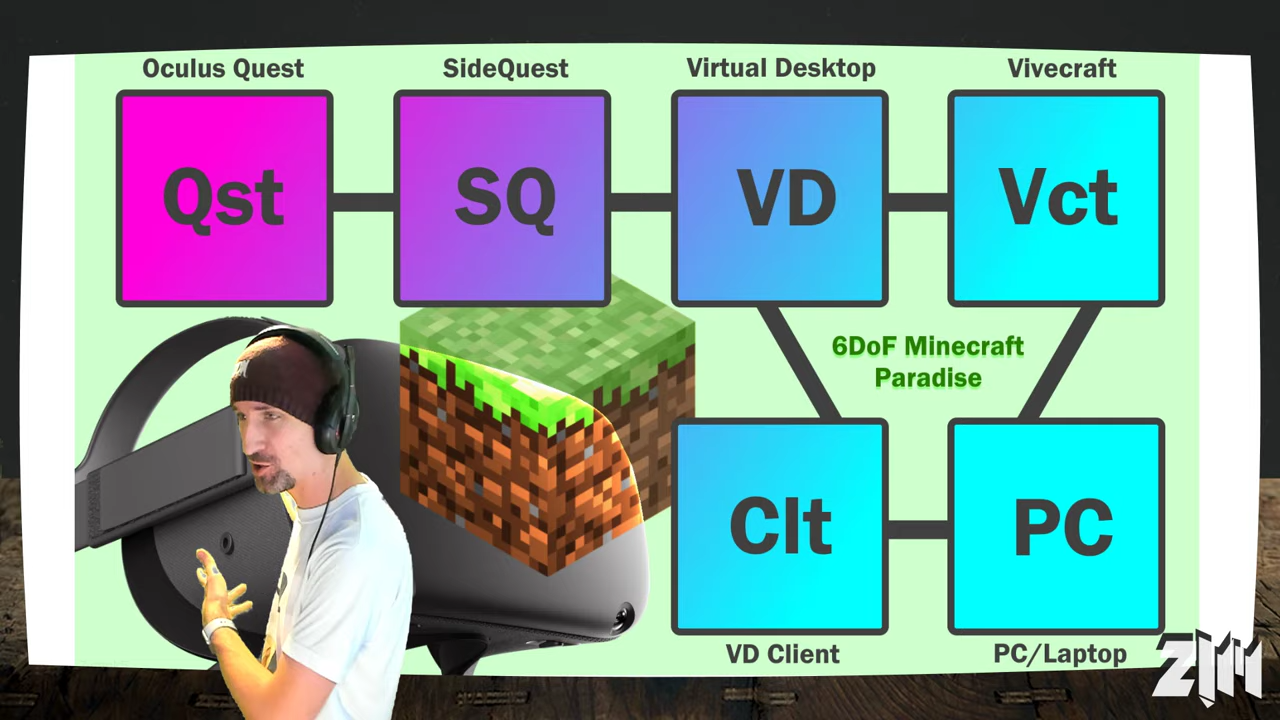 Oculus Quest
SideQuest
Virtual Desktop
Vivecraft
Qst
SQ
VD
Vct
6DoF Minecraft
Paradise
Clt
PC
VD Client
PC/Laptop
ZIM